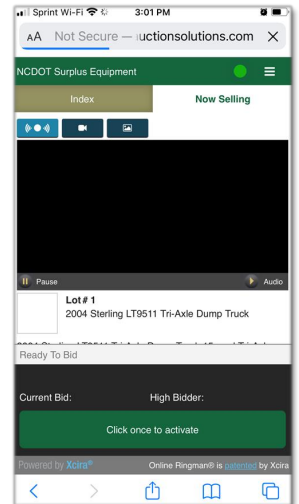 Sprint Wi-Fi 3:01 PM
AA Not Secure — uctionsolutions.com
NCDOT Surplus Equipment
Index Now Selling
Pause Audio
Lot# 1
2004 Sterling LT9511 Tri-Axle Dump Truck
Ready To Bid
Current Bid: High Bidder:
Click once to activate
Powered by Xcira® Online Ringman® is patented by Xcira